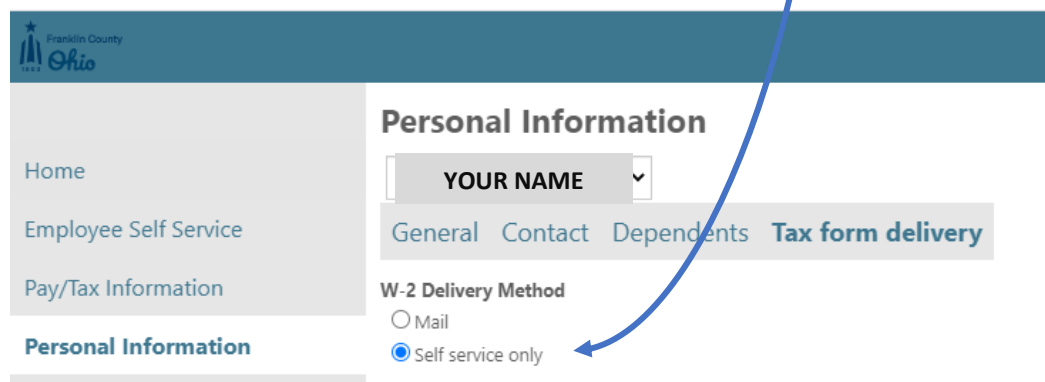 Franklin County
Ohio
1803
Personal Information
YOUR NAME
Home
Employee Self Service
Pay/Tax Information
Personal Information
General Contact Dependents Tax form delivery
W-2 Delivery Method
Mail
Self service only